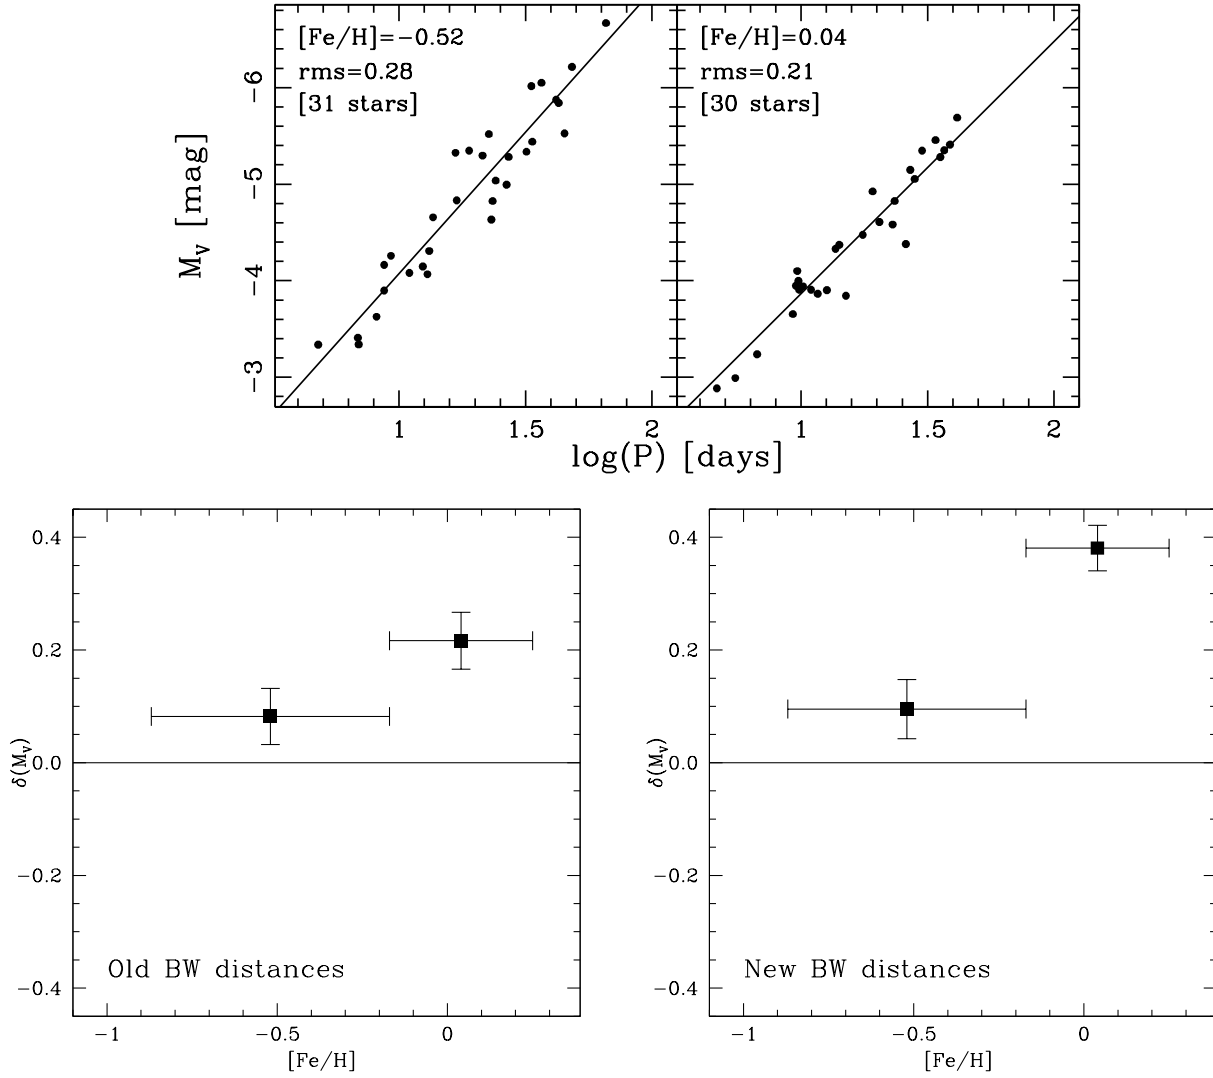 [Fe/H]=−0.52
rms=0.28
[31 stars]
[Fe/H]=0.04
rms=0.21
[30 stars]
M_V [mag]
−6
−5
−4
−3
1
1.5
2
1
1.5
2
log(P) [days]
δ(M_V)
0.4
0.2
0.0
−0.2
−0.4
Old BW distances
−1
−0.5
0
[Fe/H]
δ(M_V)
0.4
0.2
0.0
−0.2
−0.4
New BW distances
−1
−0.5
0
[Fe/H]